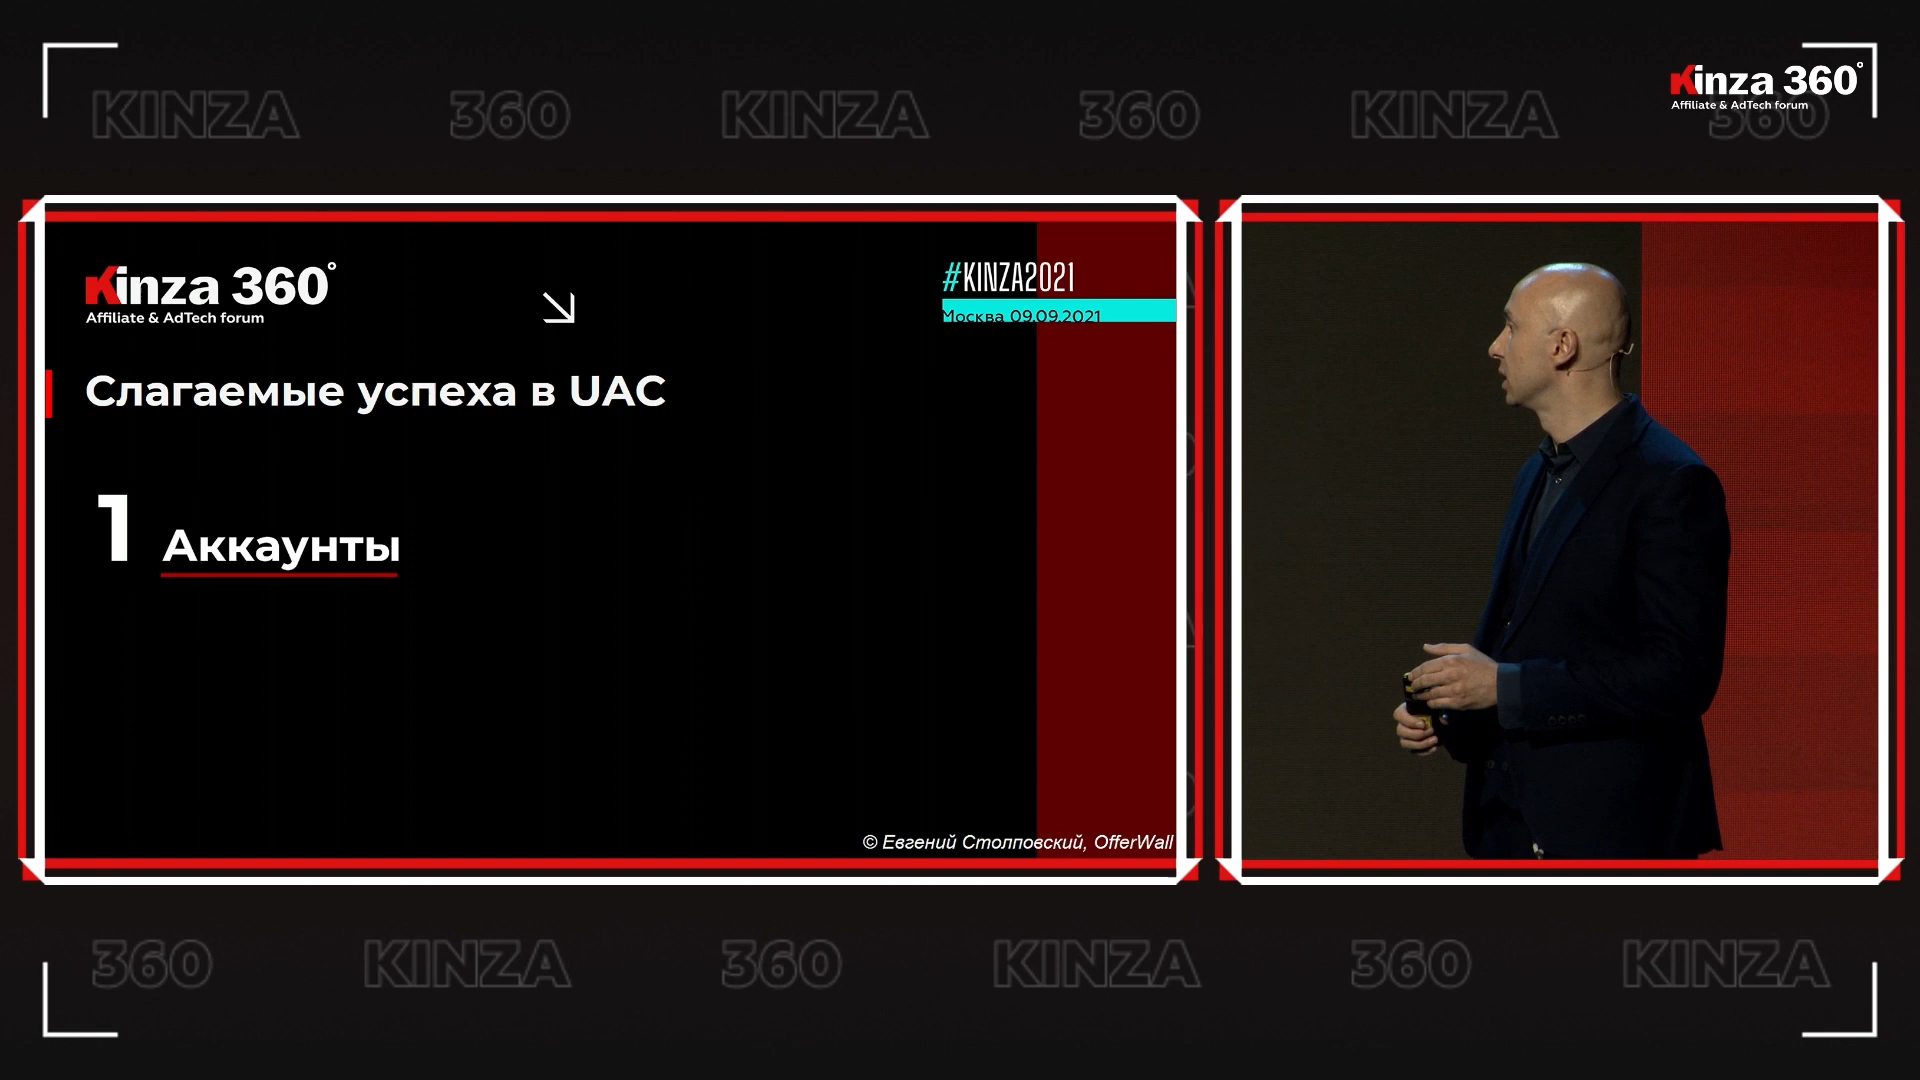 KINZA 360 KINZA 360 KINZA 360
Kinza 360°
Affiliate & AdTech forum
Kinza 360°
Affiliate & AdTech forum
#KINZA2021
Москва 09.09.2021
Слагаемые успеха в UAC
1 Аккаунты
© Евгений Столповский, OfferWall
360 KINZA 360 KINZA 360 KINZA